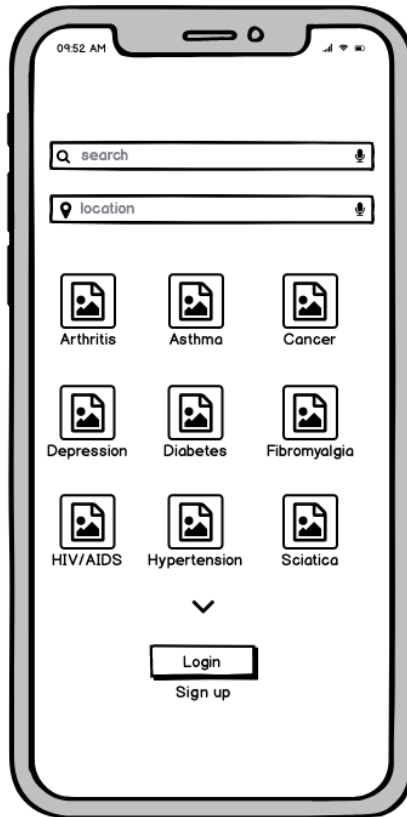 09:52 AM
search
location
Arthritis Asthma Cancer
Depression Diabetes Fibromyalgia
HIV/AIDS Hypertension Sciatica
Login
Sign up